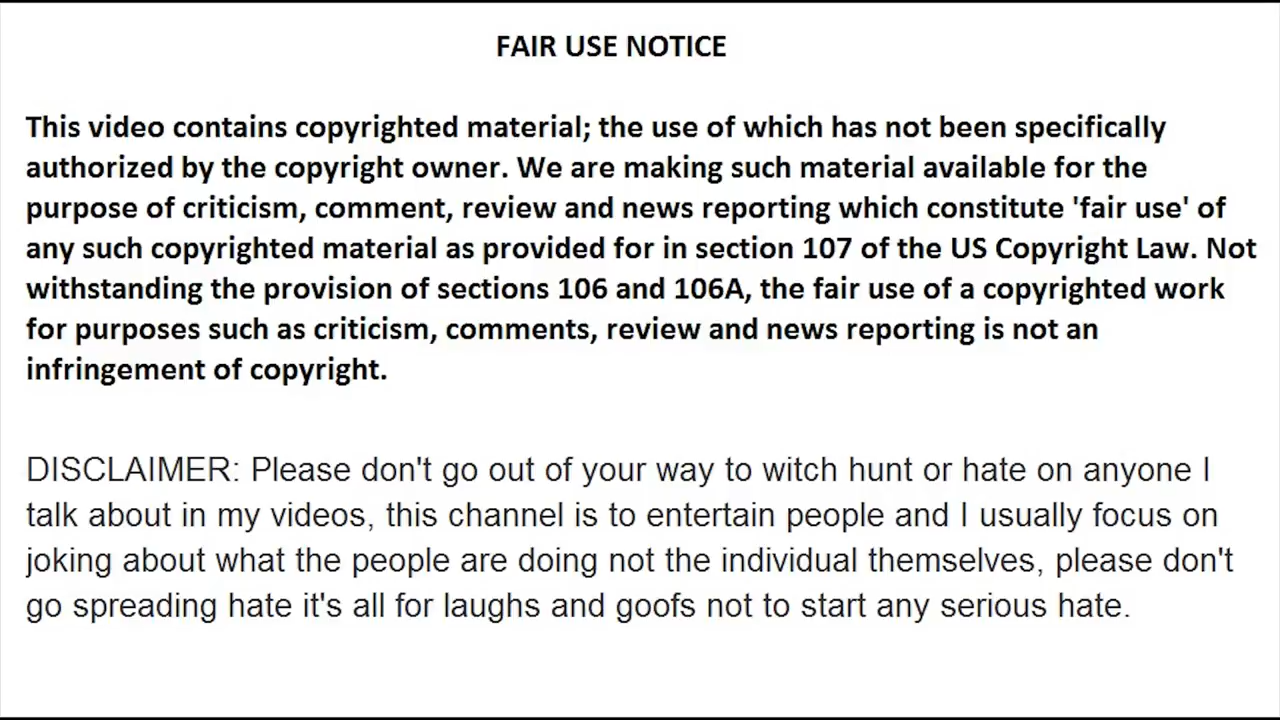 FAIR USE NOTICE
This video contains copyrighted material; the use of which has not been specifically
authorized by the copyright owner. We are making such material available for the
purpose of criticism, comment, review and news reporting which constitute 'fair use' of
any such copyrighted material as provided for in section 107 of the US Copyright Law. Not
withstanding the provision of sections 106 and 106A, the fair use of a copyrighted work
for purposes such as criticism, comments, review and news reporting is not an
infringement of copyright.
DISCLAIMER: Please don't go out of your way to witch hunt or hate on anyone I
talk about in my videos, this channel is to entertain people and I usually focus on
joking about what the people are doing not the individual themselves, please don't
go spreading hate it's all for laughs and goofs not to start any serious hate.